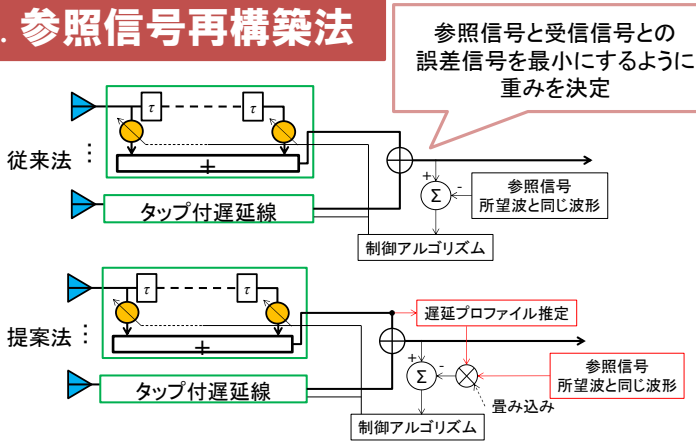 . 参照信号再構築法
参照信号と受信信号との
誤差信号を最小にするように
重みを決定
τ
τ
従来法
⋮
+
タップ付遅延線
+
-
Σ
参照信号
所望波と同じ波形
制御アルゴリズム
τ
τ
提案法
⋮
+
遅延プロファイル推定
タップ付遅延線
+
-
Σ
参照信号
所望波と同じ波形
畳み込み
制御アルゴリズム